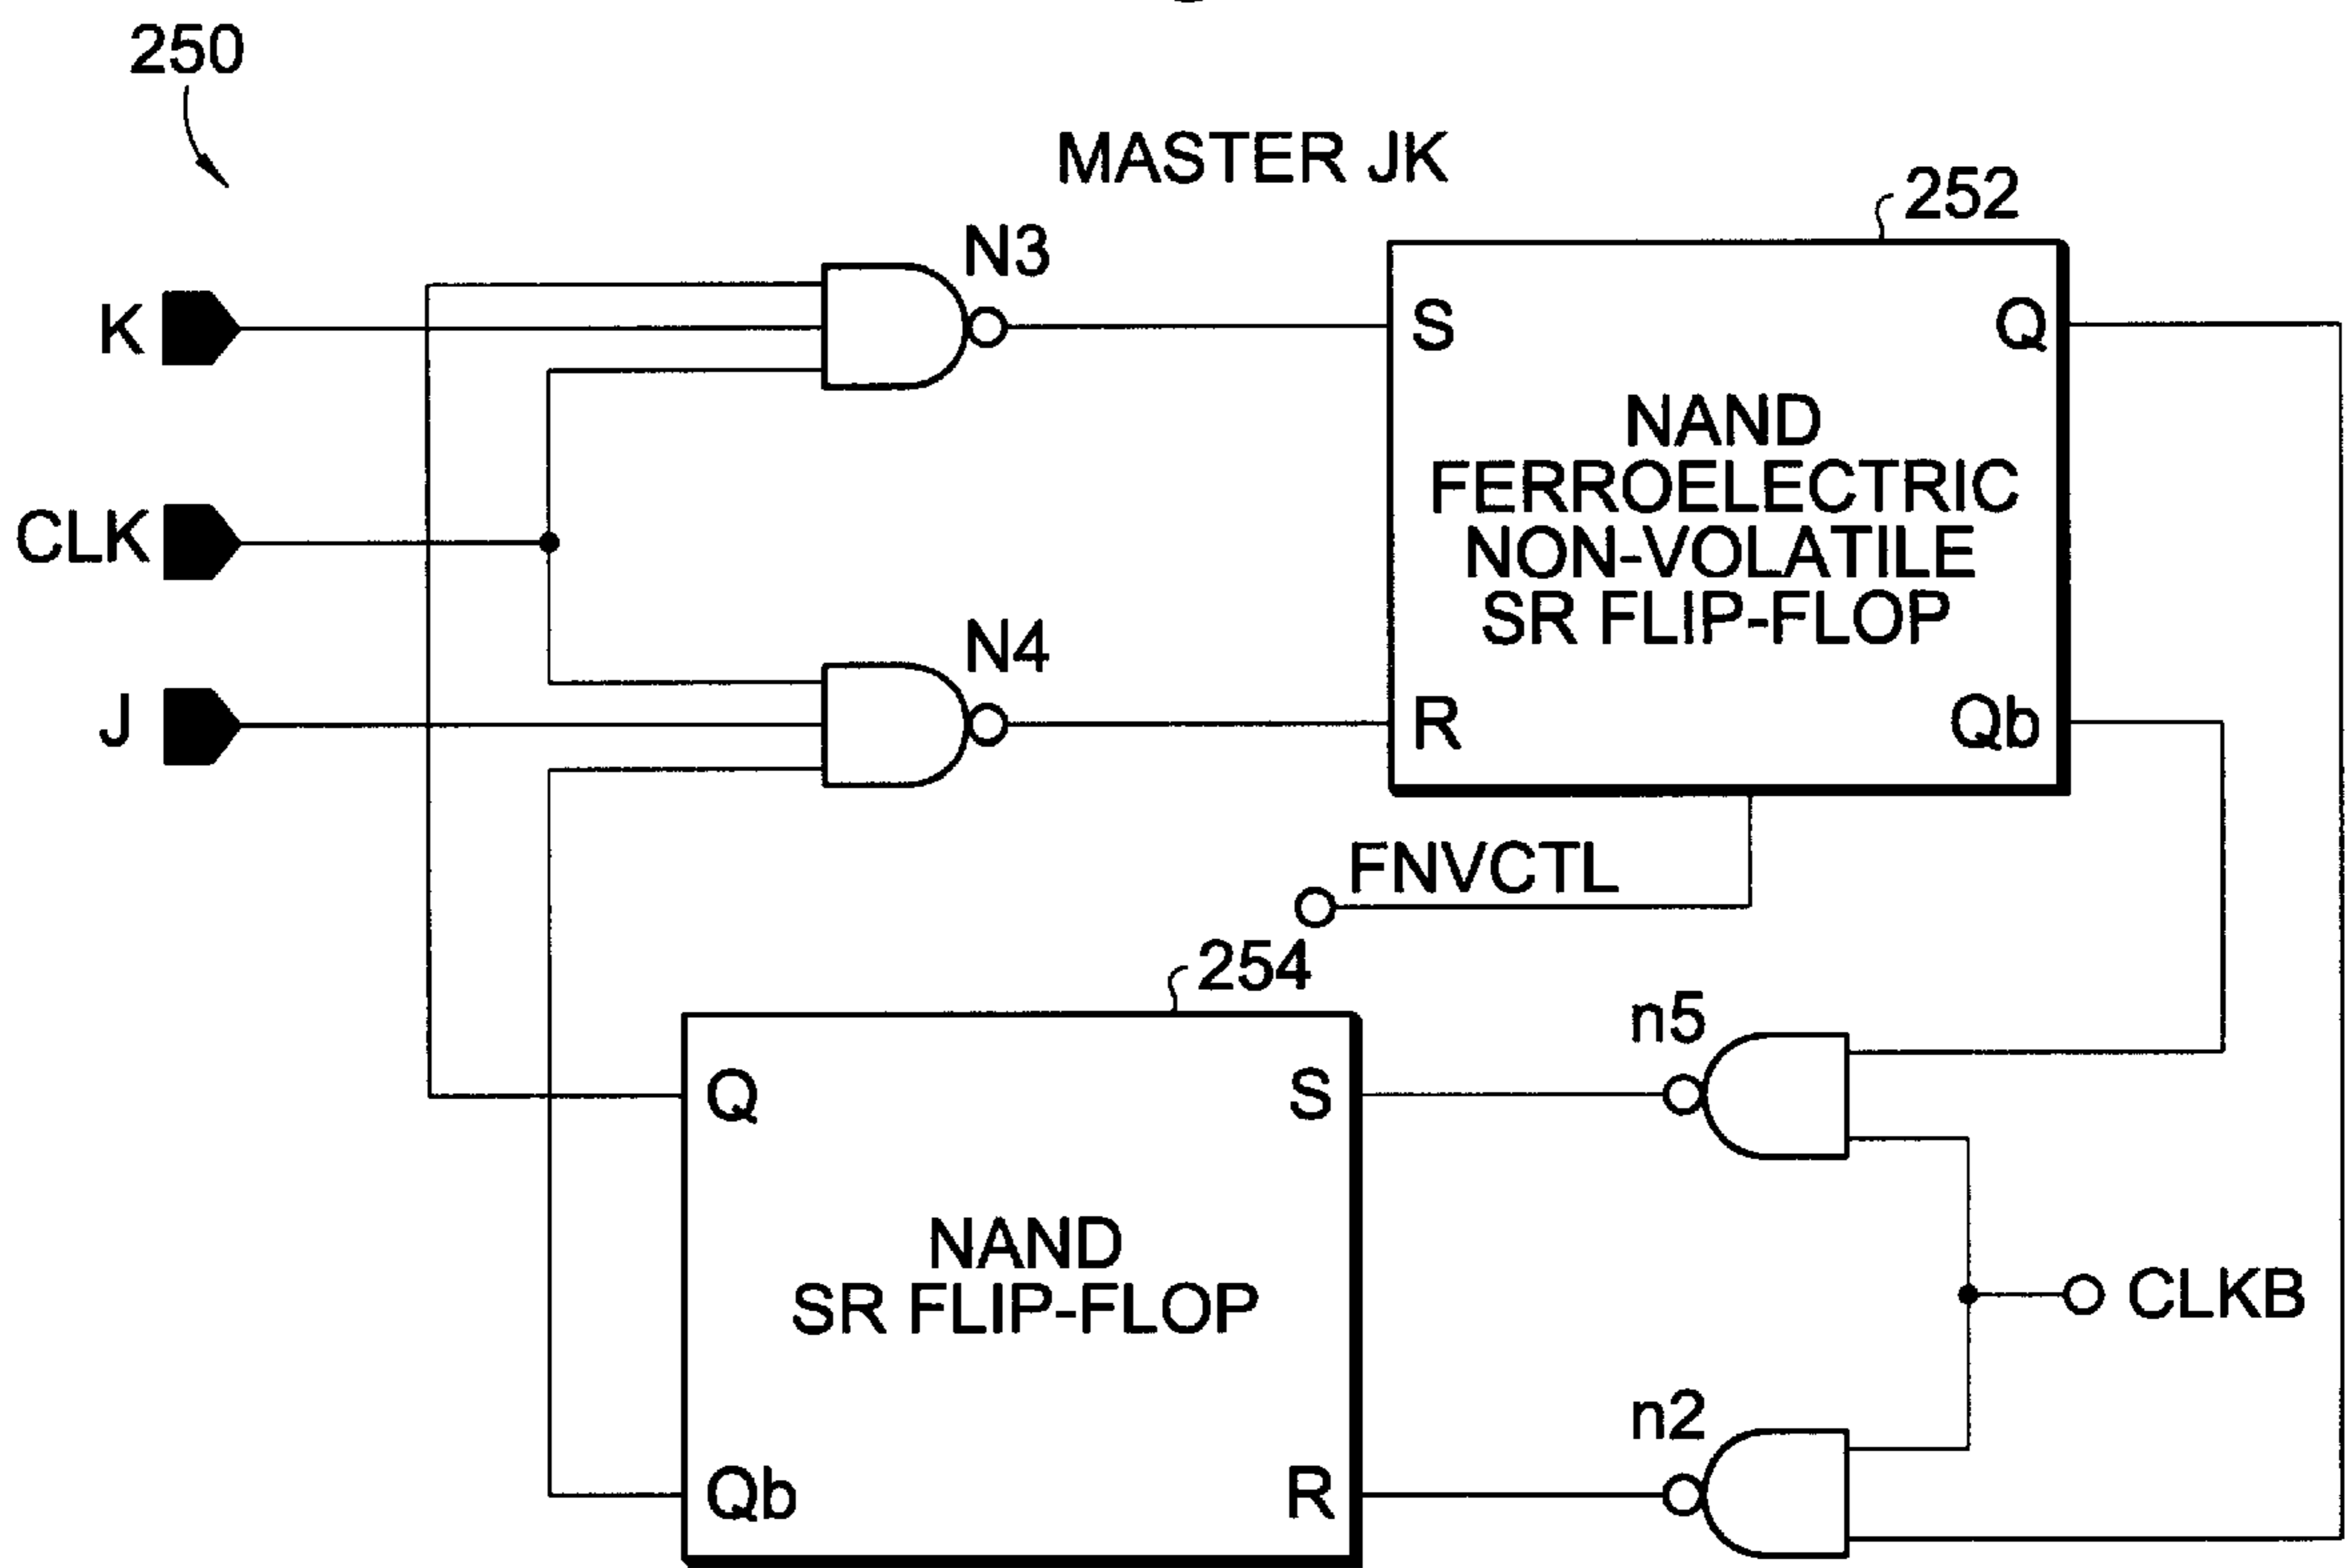 250
MASTER JK
252
N3
K
S
Q
NAND
FERROELECTRIC
NON-VOLATILE
SR FLIP-FLOP
CLK
N4
J
R
Qb
FNVCTL
254
n5
Q
S
NAND
SR FLIP-FLOP
CLKB
n2
Qb
R